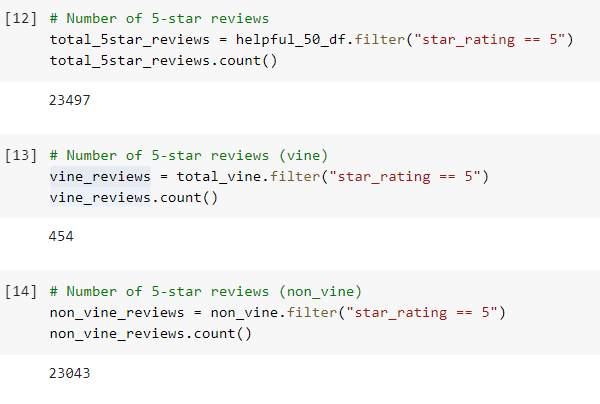 [12] # Number of 5-star reviews
total_5star_reviews = helpful_50_df.filter("star_rating == 5")
total_5star_reviews.count()
23497
[13] # Number of 5-star reviews (vine)
vine_reviews = total_vine.filter("star_rating == 5")
vine_reviews.count()
454
[14] # Number of 5-star reviews (non_vine)
non_vine_reviews = non_vine.filter("star_rating == 5")
non_vine_reviews.count()
23043